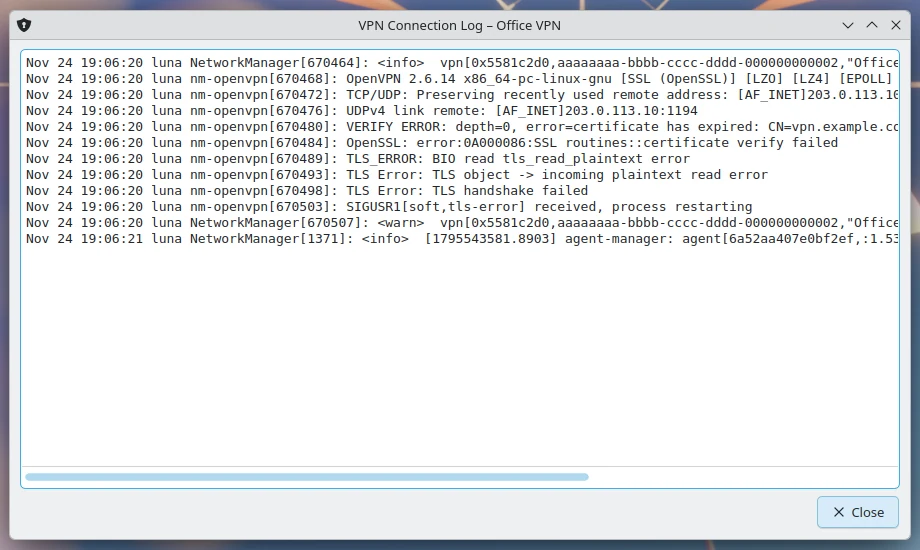 VPN Connection Log – Office VPN
Nov 24 19:06:20 luna NetworkManager[670464]: <info>  vpn[0x5581c2d0,aaaaaaaa-bbbb-cccc-dddd-000000000002,"Office
Nov 24 19:06:20 luna nm-openvpn[670468]: OpenVPN 2.6.14 x86_64-pc-linux-gnu [SSL (OpenSSL)] [LZO] [LZ4] [EPOLL]
Nov 24 19:06:20 luna nm-openvpn[670472]: TCP/UDP: Preserving recently used remote address: [AF_INET]203.0.113.10
Nov 24 19:06:20 luna nm-openvpn[670476]: UDPv4 link remote: [AF_INET]203.0.113.10:1194
Nov 24 19:06:20 luna nm-openvpn[670480]: VERIFY ERROR: depth=0, error=certificate has expired: CN=vpn.example.co
Nov 24 19:06:20 luna nm-openvpn[670484]: OpenSSL: error:0A000086:SSL routines::certificate verify failed
Nov 24 19:06:20 luna nm-openvpn[670489]: TLS_ERROR: BIO read tls_read_plaintext error
Nov 24 19:06:20 luna nm-openvpn[670493]: TLS Error: TLS object -> incoming plaintext read error
Nov 24 19:06:20 luna nm-openvpn[670498]: TLS Error: TLS handshake failed
Nov 24 19:06:20 luna nm-openvpn[670503]: SIGUSR1[soft,tls-error] received, process restarting
Nov 24 19:06:20 luna NetworkManager[670507]: <warn>  vpn[0x5581c2d0,aaaaaaaa-bbbb-cccc-dddd-000000000002,"Office
Nov 24 19:06:21 luna NetworkManager[1371]: <info>  [1795543581.8903] agent-manager: agent[6a52aa407e0bf2ef,:1.53
Close